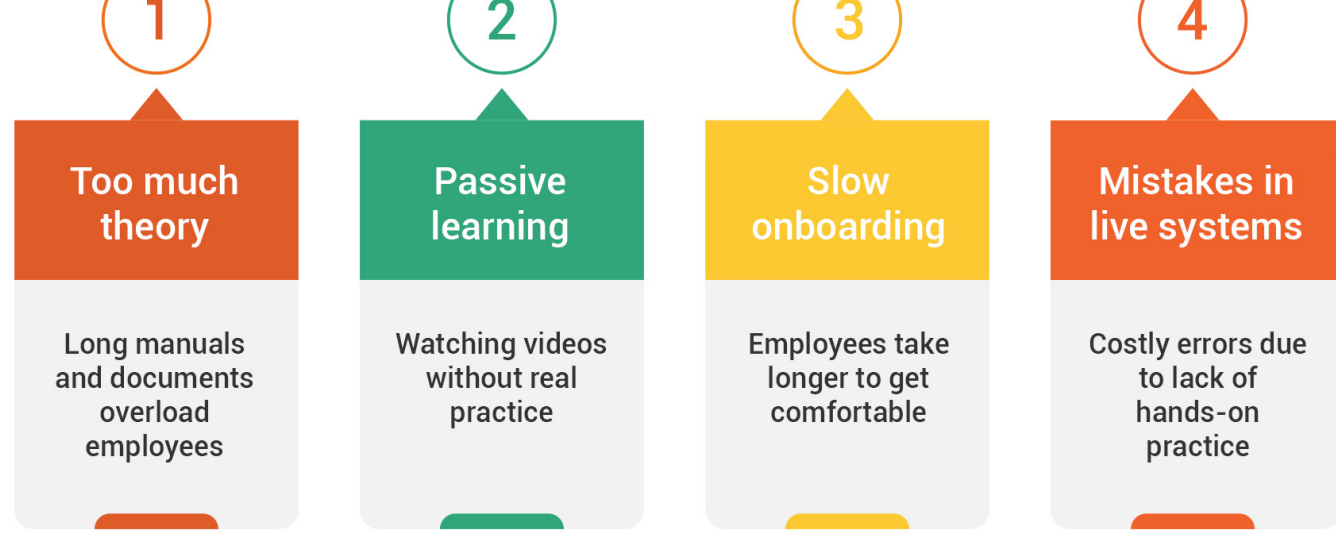 1
Too much
theory
Long manuals
and documents
overload
employees
2
Passive
learning
Watching videos
without real
practice
3
Slow
onboarding
Employees take
longer to get
comfortable
4
Mistakes in
live systems
Costly errors due
to lack of
hands-on
practice